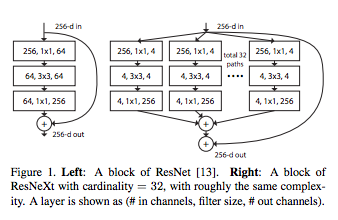 256-d in
256, 1x1, 64
64, 3x3, 64
64, 1x1, 256
+
256-d out
256-d in
256, 1x1, 4
256, 1x1, 4
total 32
paths
256, 1x1, 4
4, 3x3, 4
4, 3x3, 4
....
4, 3x3, 4
4, 1x1, 256
4, 1x1, 256
4, 1x1, 256
+
+
256-d out
Figure 1. Left: A block of ResNet [13]. Right: A block of
ResNeXt with cardinality = 32, with roughly the same complex-
ity. A layer is shown as (# in channels, filter size, # out channels).